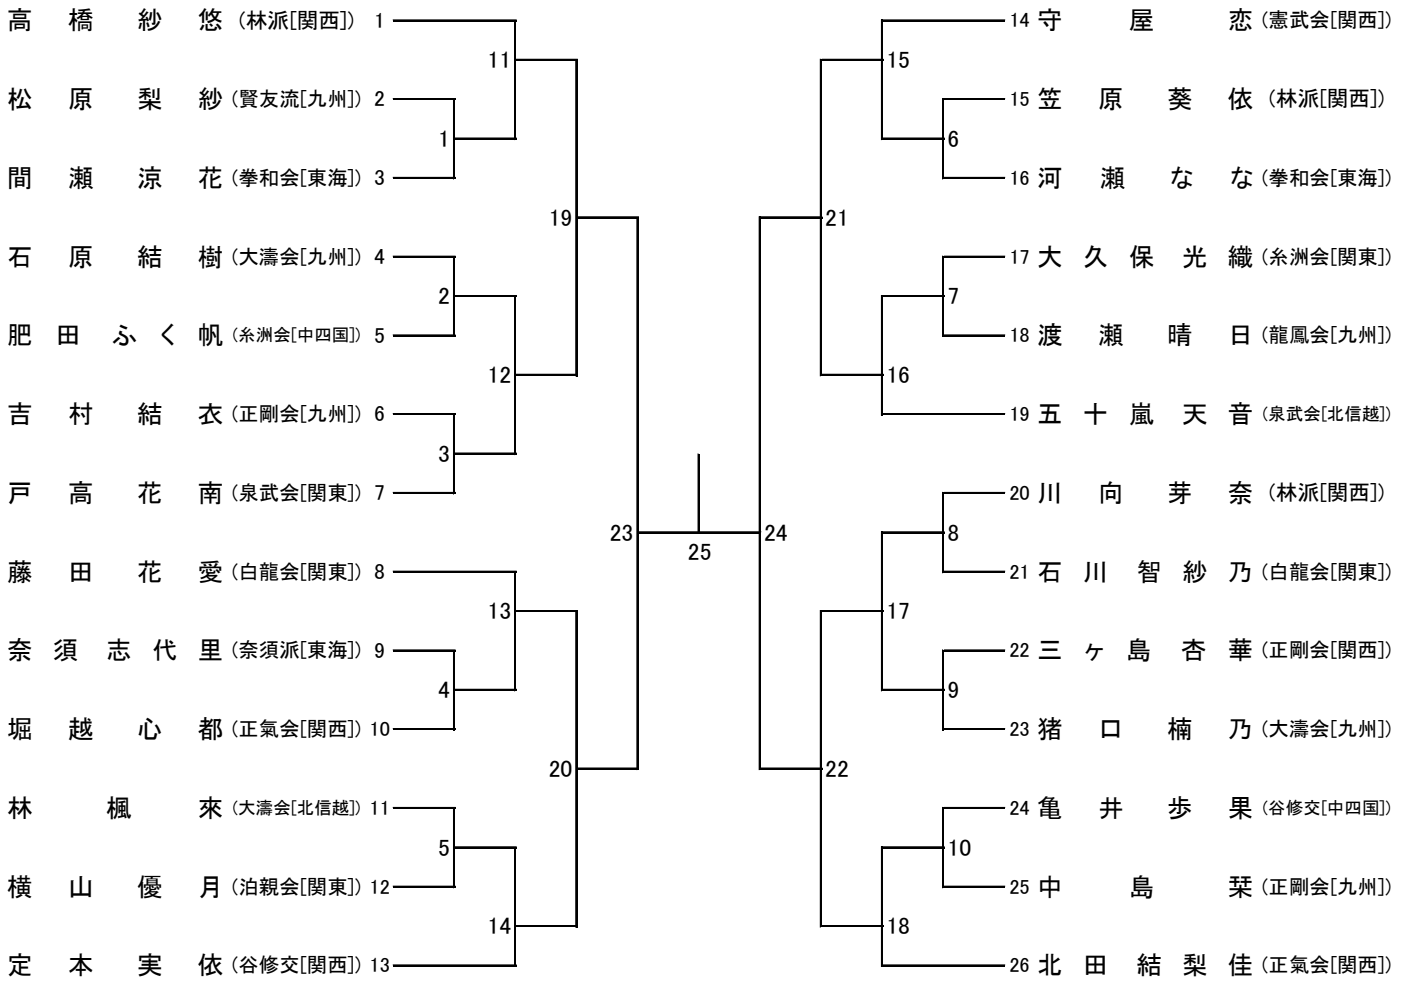 高橋紗悠 (林派[関西]) 1
14 守屋恋 (憲武会[関西])
11
15
松原梨紗 (賢友流[九州]) 2
15 笠原葵依 (林派[関西])
1
6
間瀬涼花 (拳和会[東海]) 3
16 河瀬なな (拳和会[東海])
19
21
石原結樹 (大濤会[九州]) 4
17 大久保光織 (糸洲会[関東])
2
7
肥田ふく帆 (糸洲会[中四国]) 5
18 渡瀬晴日 (龍鳳会[九州])
12
16
吉村結衣 (正剛会[九州]) 6
19 五十嵐天音 (泉武会[北信越])
3
戸高花南 (泉武会[関東]) 7
20 川向芽奈 (林派[関西])
23
25
24
8
藤田花愛 (白龍会[関東]) 8
21 石川智紗乃 (白龍会[関東])
13
17
奈須志代里 (奈須派[東海]) 9
22 三ヶ島杏華 (正剛会[関西])
4
9
堀越心都 (正氣会[関西]) 10
23 猪口楠乃 (大濤会[九州])
20
22
林楓來 (大濤会[北信越]) 11
24 亀井歩果 (谷修交[中四国])
5
10
横山優月 (泊親会[関東]) 12
25 中島栞 (正剛会[九州])
14
18
定本実依 (谷修交[関西]) 13
26 北田結梨佳 (正氣会[関西])